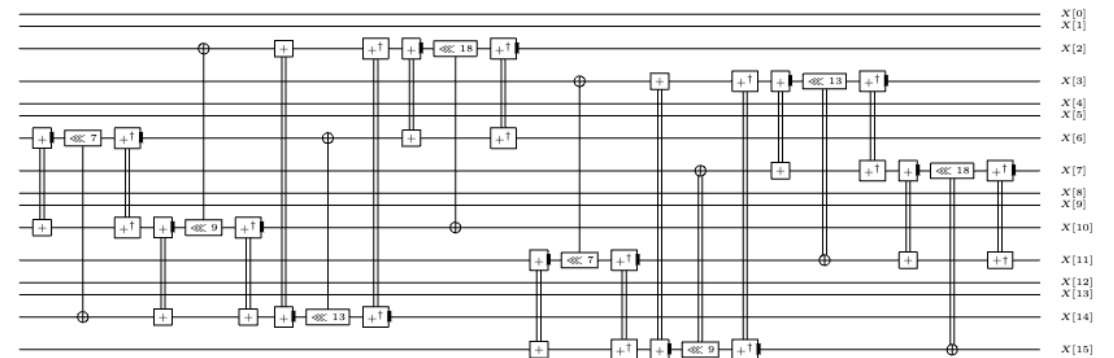 X[0]
X[1]
+ +† + ⋘ 18 +† X[2]
+ +† + ⋘ 13 +† X[3]
X[4]
X[5]
+ ⋘ 7 +† + +† X[6]
+ +† + ⋘ 18 +† X[7]
X[8]
X[9]
+ +† + ⋘ 9 +† X[10]
+ ⋘ 7 +† + +† X[11]
X[12]
X[13]
+ + + ⋘ 13 +† X[14]
+ +† + ⋘ 9 +† X[15]